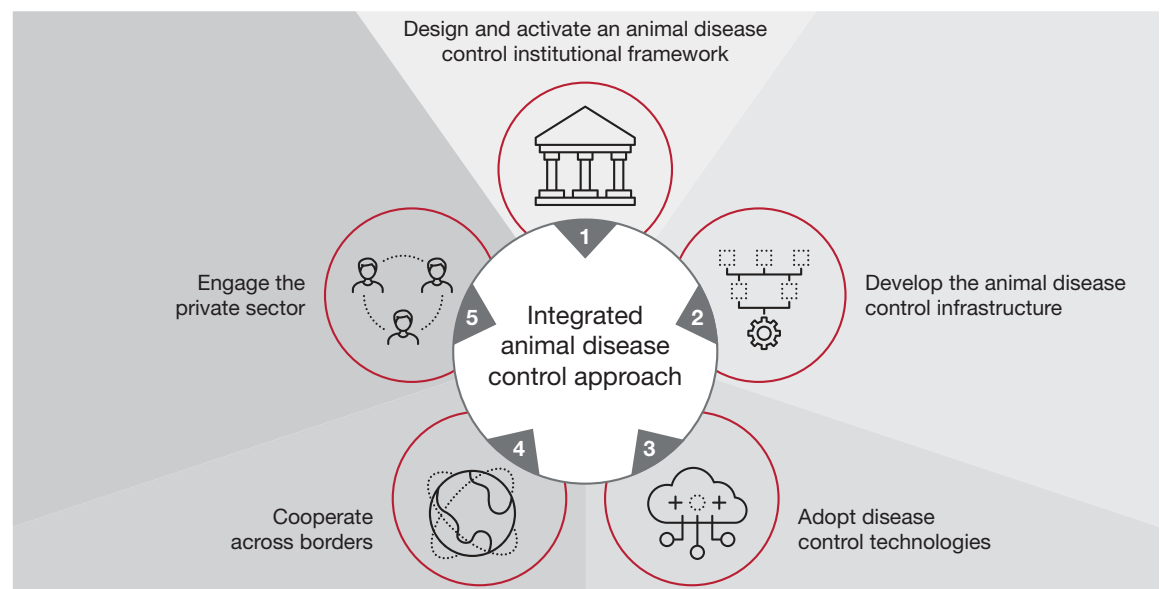 Design and activate an animal disease
control institutional framework
1
Integrated
animal disease
control approach
2
Develop the animal disease
control infrastructure
3
Adopt disease
control technologies
4
Cooperate
across borders
5
Engage the
private sector